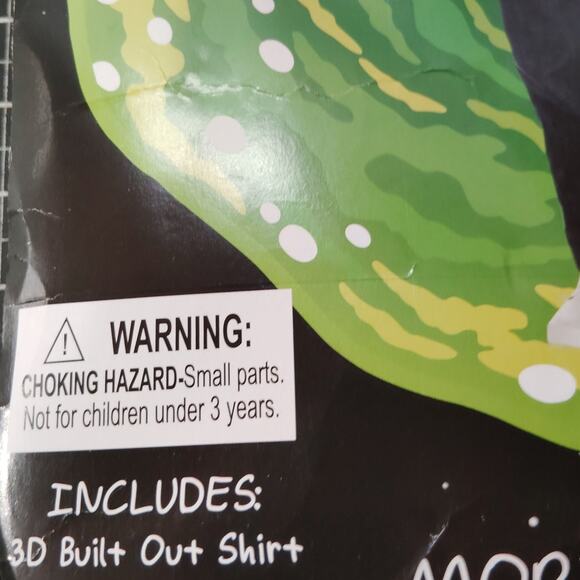 WARNING:
CHOKING HAZARD-Small parts.
Not for children under 3 years.
INCLUDES:
3D Built Out Shirt